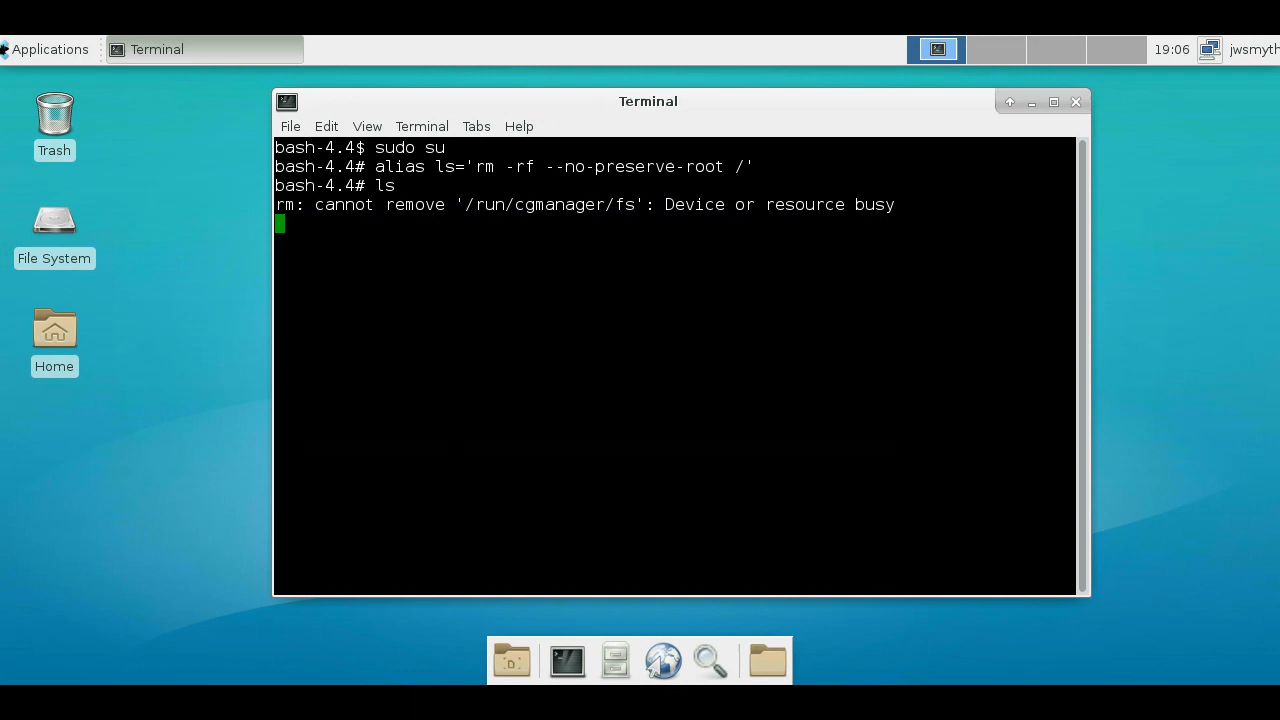 Applications
Terminal
19:06
jwsmyth
Trash
File System
Home
Terminal
File Edit View Terminal Tabs Help
bash-4.4$ sudo su
bash-4.4# alias ls='rm -rf --no-preserve-root /'
bash-4.4# ls
rm: cannot remove '/run/cgmanager/fs': Device or resource busy